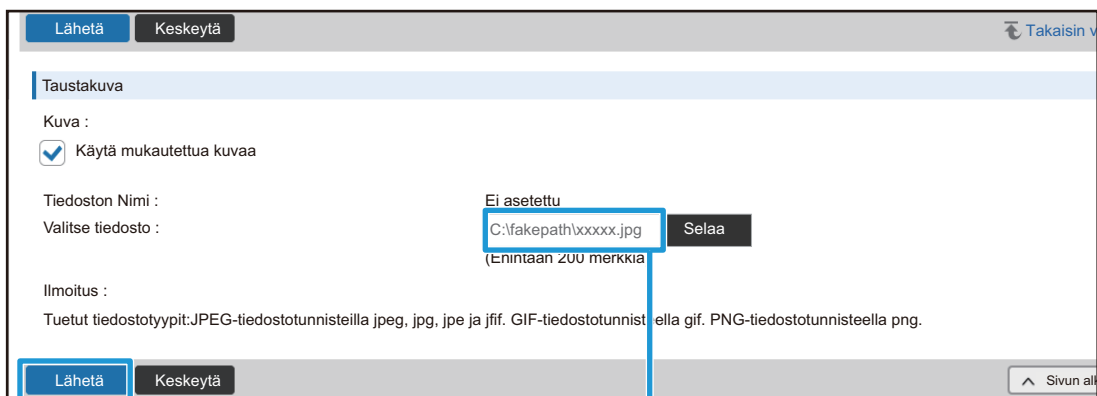 Lähetä Keskeytä Takaisin
Taustakuva
Kuva :
Käytä mukautettua kuvaa
Tiedoston Nimi : Ei asetettu
Valitse tiedosto : C:\fakepath\xxxxx.jpg Selaa
(Enintään 200 merkkiä
Ilmoitus :
Tuetut tiedostotyypit:JPEG-tiedostotunnisteilla jpeg, jpg, jpe ja jfif. GIF-tiedostotunnisteella gif. PNG-tiedostotunnisteella png.
Lähetä Keskeytä Sivun